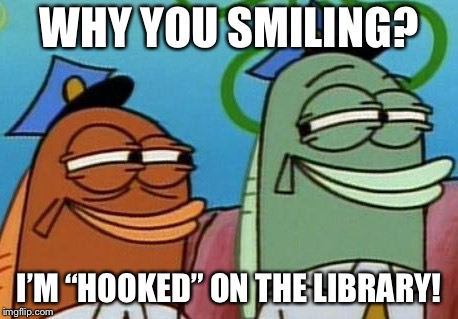 WHY YOU SMILING?
I'M “HOOKED” ON THE LIBRARY!
imgflip.com